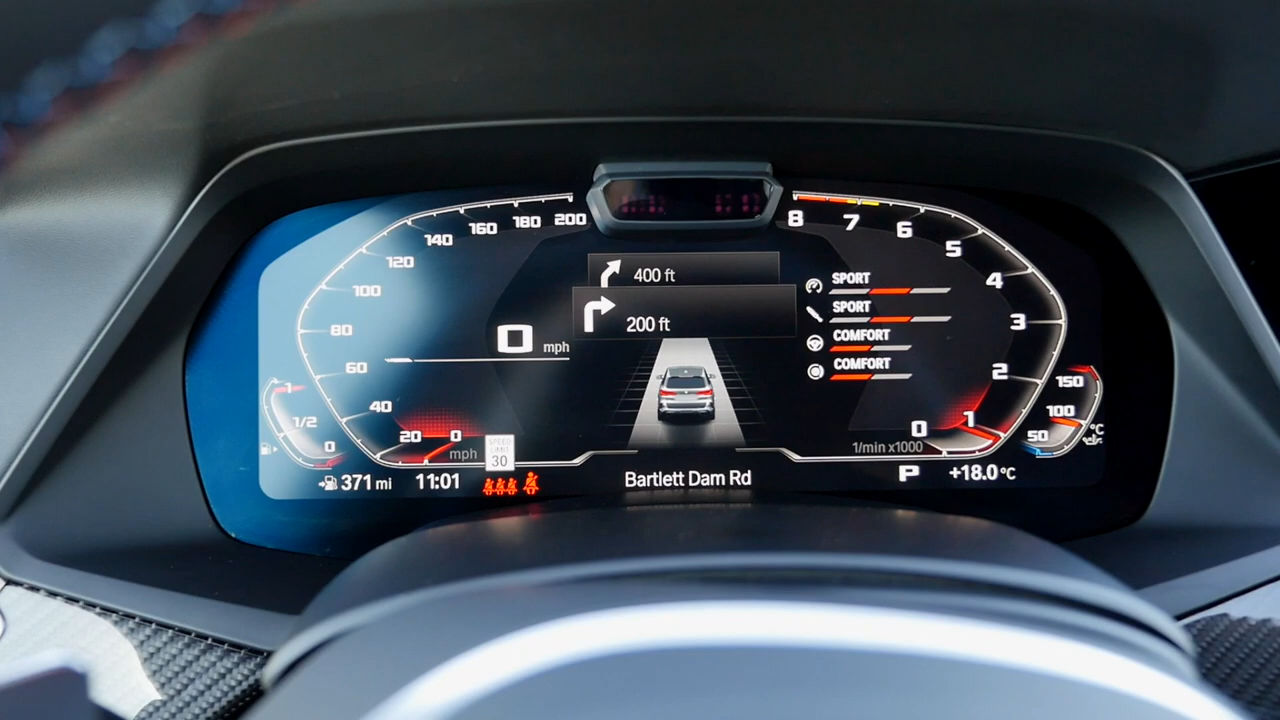 200
180
160
140
120
100
80
60
40
20
0
mph
0 mph
400 ft
200 ft
SPORT
SPORT
COMFORT
COMFORT
8
7
6
5
4
3
2
1
0
1/min x1000
1
1/2
0
150
100
50
°C
SPEED
LIMIT
30
371 mi
11:01
Bartlett Dam Rd
P
+18.0 °C